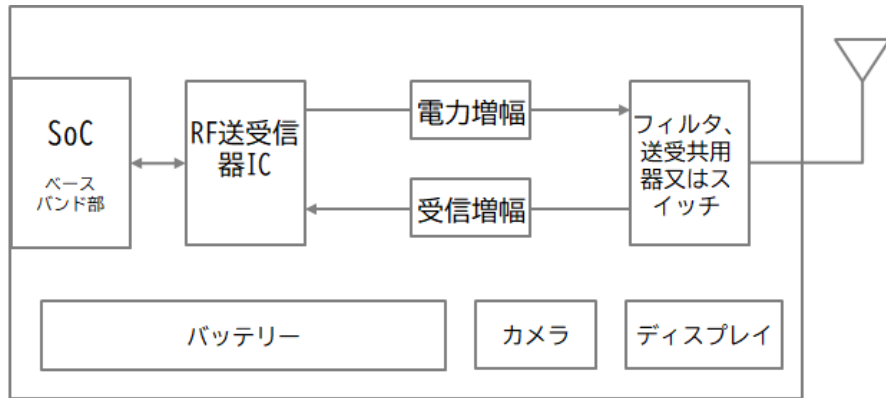 SoC
ベース
バンド部
RF送受信
器IC
電力増幅
受信増幅
フィルタ、
送受共用
器又はス
イッチ
バッテリー
カメラ
ディスプレイ